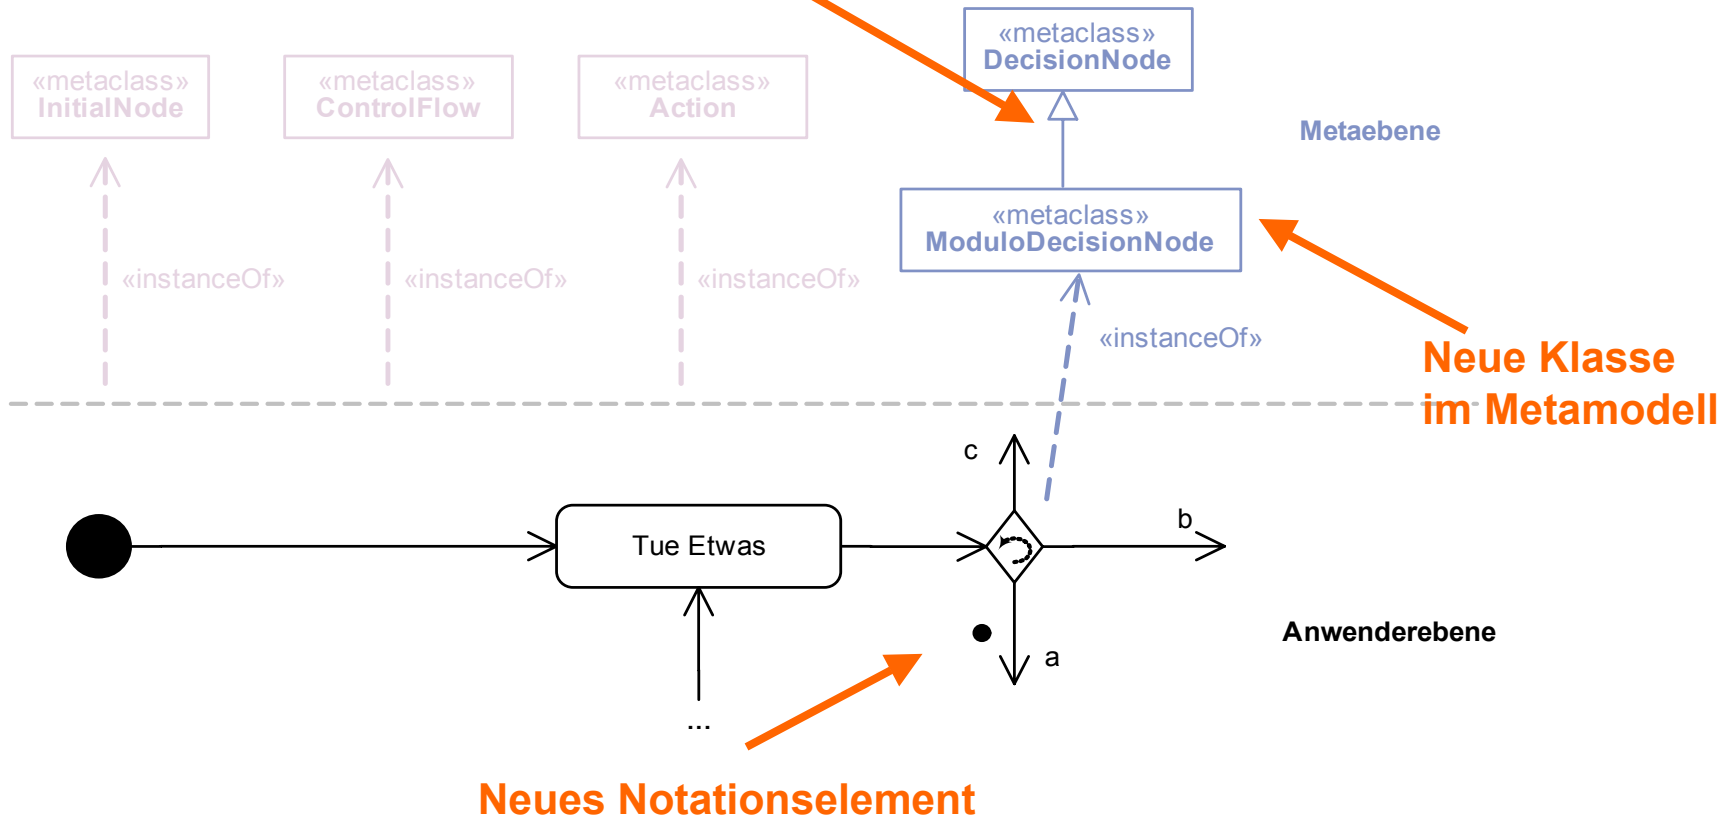 «metaclass»
DecisionNode
«metaclass»
InitialNode
«metaclass»
ControlFlow
«metaclass»
Action
Metaebene
«metaclass»
ModuloDecisionNode
«instanceOf»
«instanceOf»
«instanceOf»
«instanceOf»
Neue Klasse
im Metamodell
c
b
Tue Etwas
a
Anwenderebene
...
Neues Notationselement